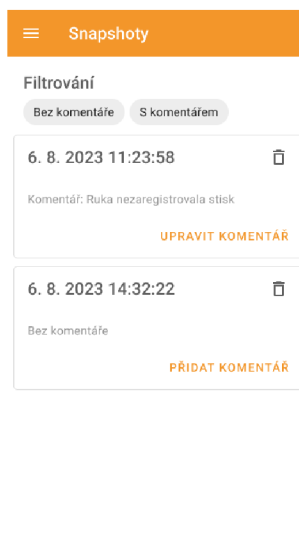 Snapshoty
Filtrování
Bez komentáře S komentářem
6. 8. 2023 11:23:58
Komentář: Ruka nezaregistrovala stisk
UPRAVIT KOMENTÁŘ
6. 8. 2023 14:32:22
Bez komentáře
PŘIDAT KOMENTÁŘ